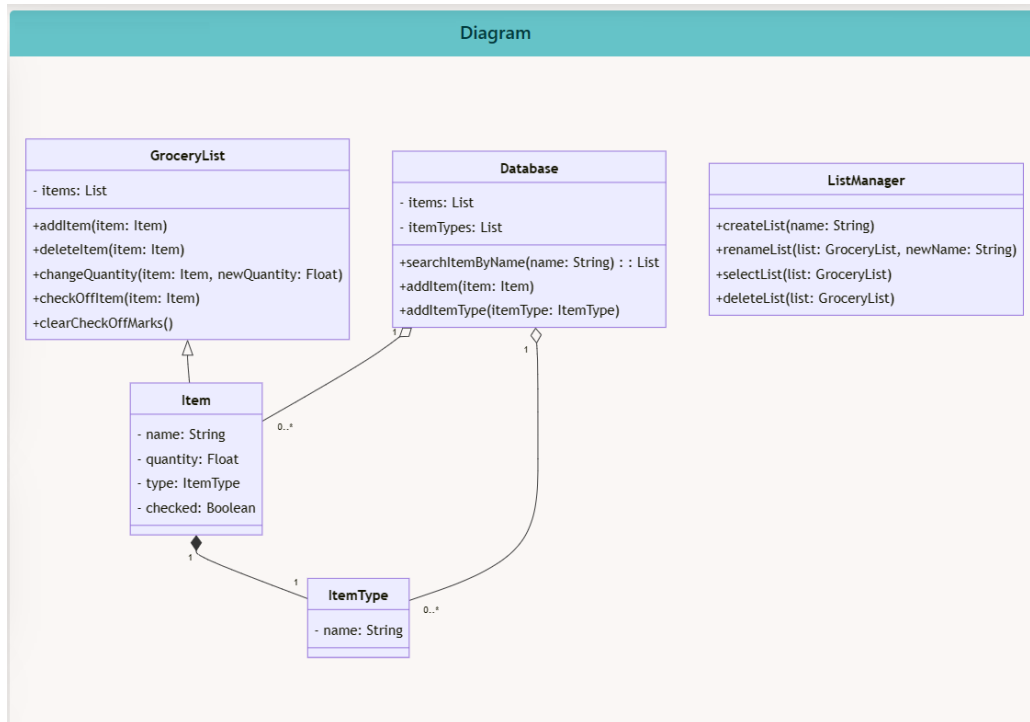 Diagram
GroceryList
- items: List
+addItem(item: Item)
+deleteItem(item: Item)
+changeQuantity(item: Item, newQuantity: Float)
+checkOffItem(item: Item)
+clearCheckOffMarks()
Database
- items: List
- itemTypes: List
+searchItemByName(name: String) : : List
+addItem(item: Item)
+addItemType(itemType: ItemType)
ListManager
+createList(name: String)
+renameList(list: GroceryList, newName: String)
+selectList(list: GroceryList)
+deleteList(list: GroceryList)
1
1
0..*
Item
- name: String
- quantity: Float
- type: ItemType
- checked: Boolean
1
1
0..*
ItemType
- name: String